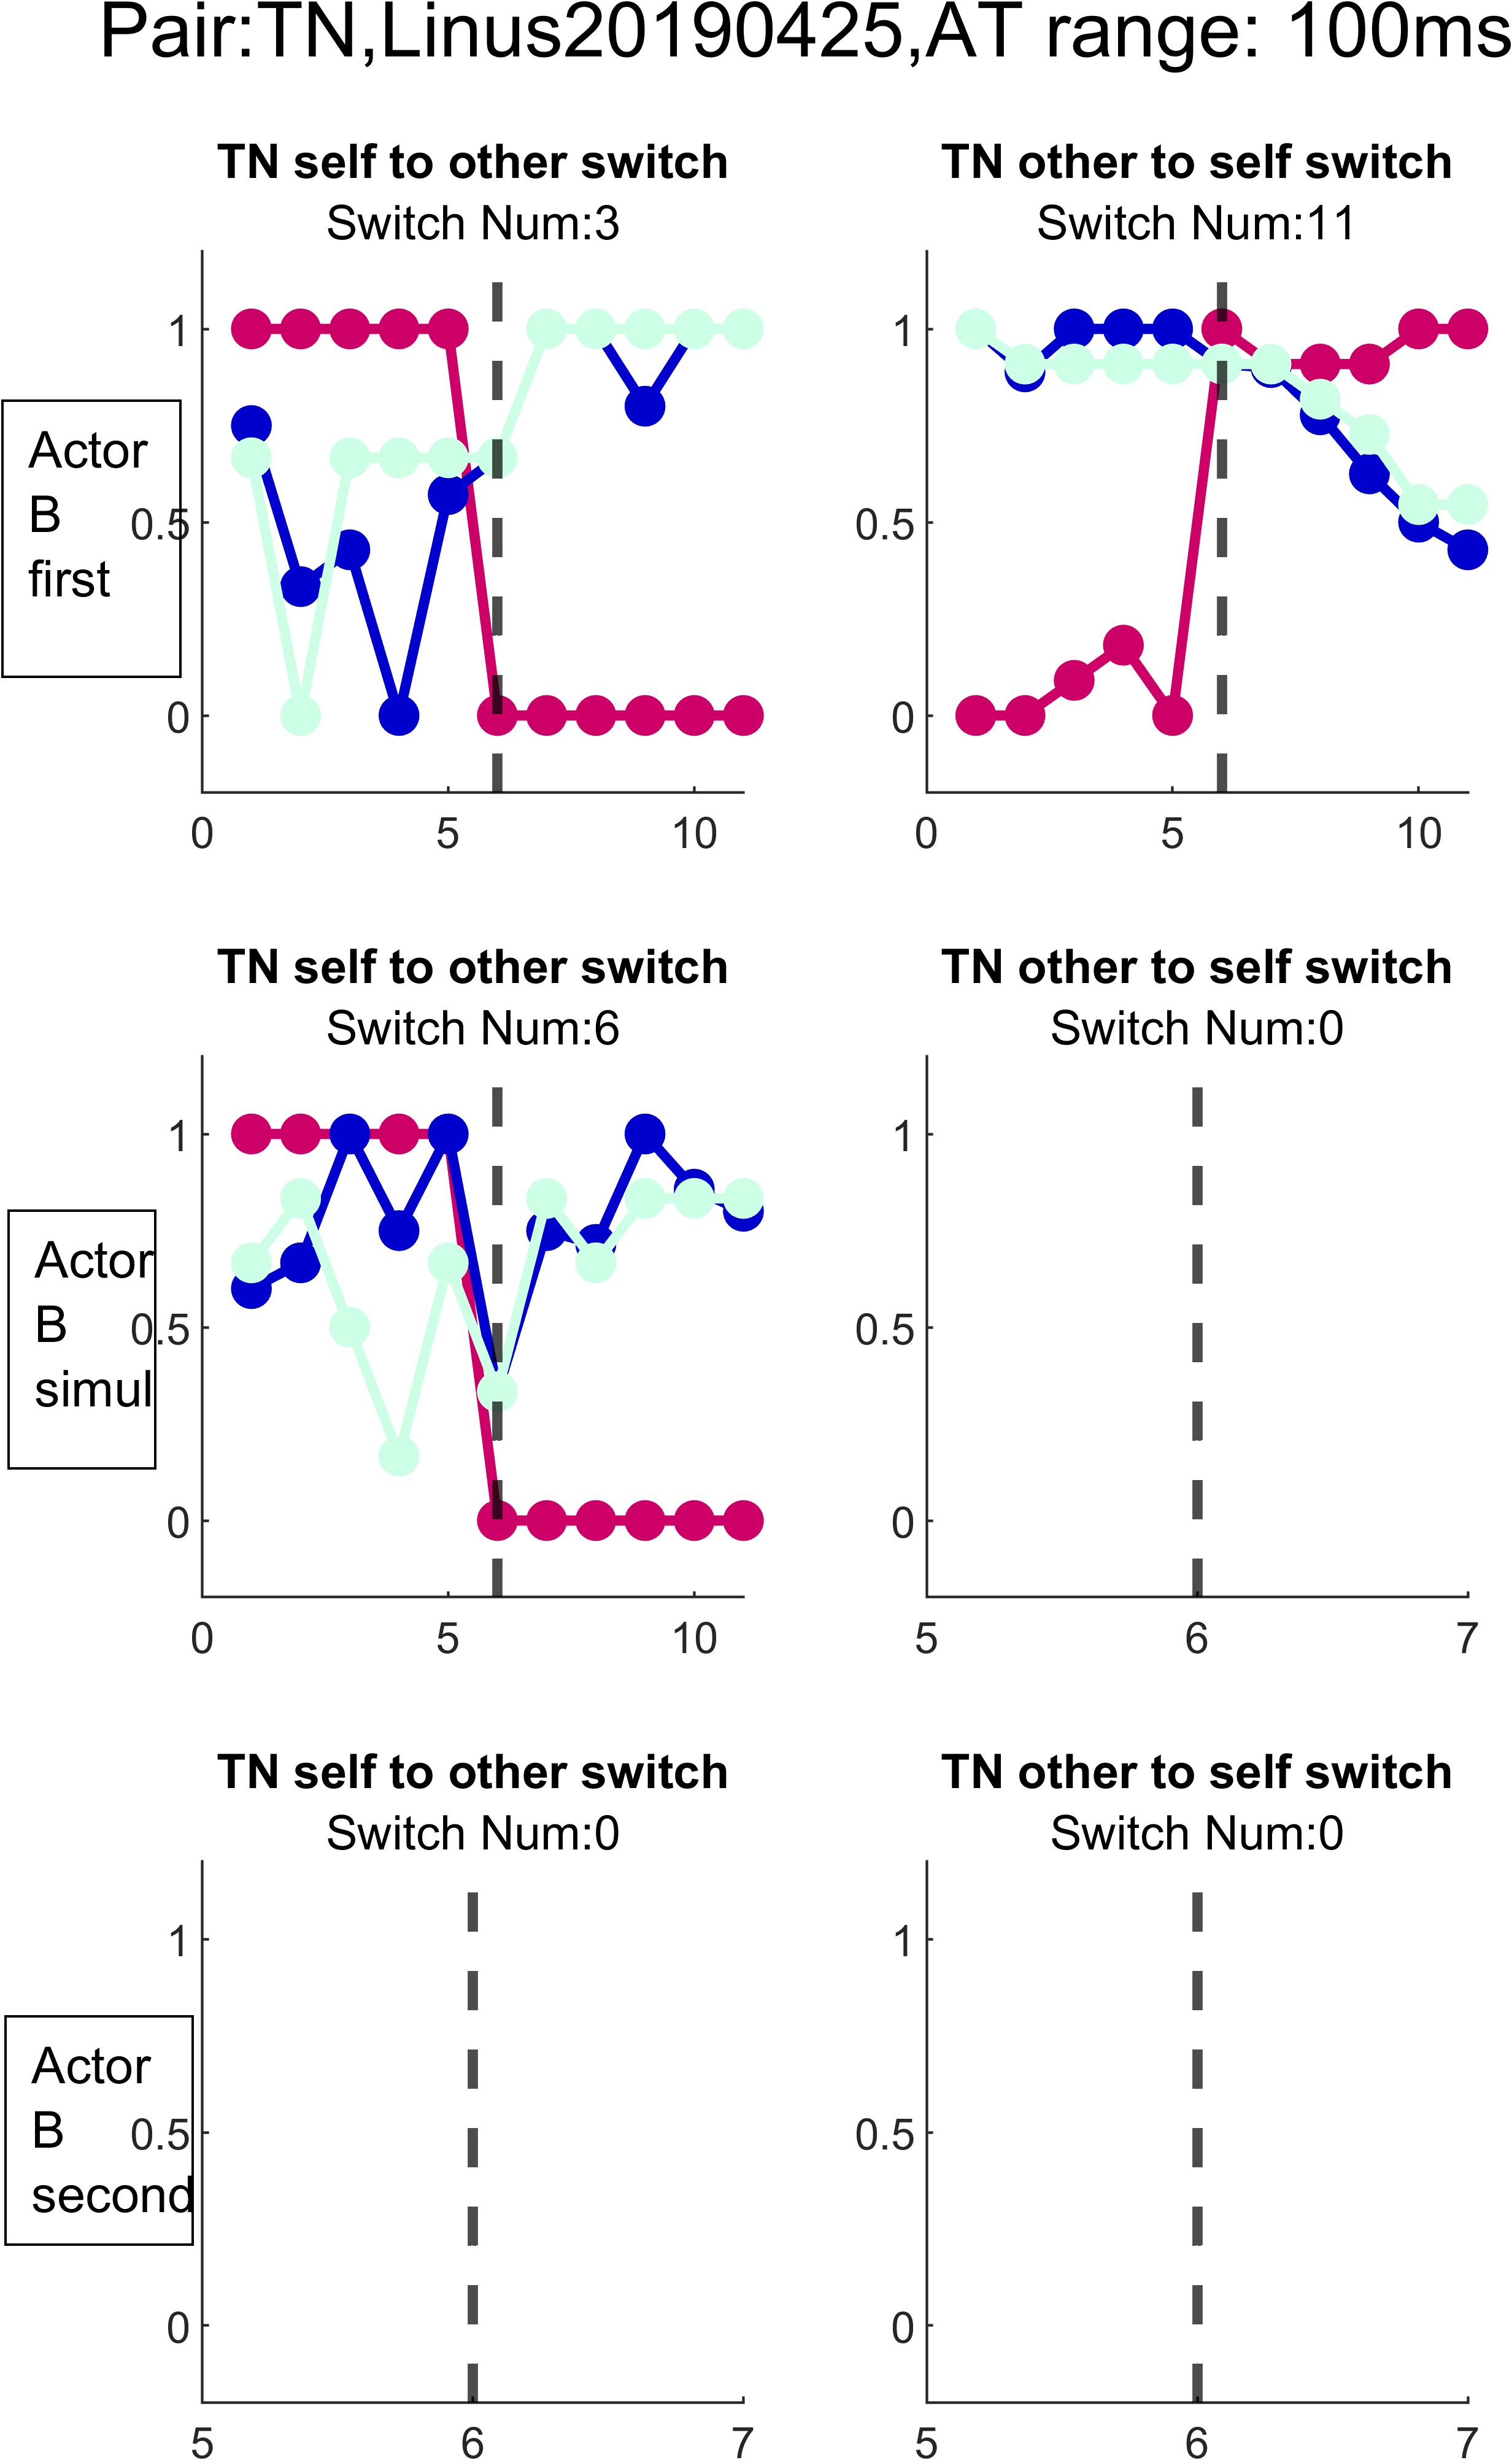 Pair:TN,Linus20190425,AT range: 100ms
TN self to other switch
Switch Num:3
1
0.5
0
0
5
10
Actor
B
first
TN other to self switch
Switch Num:11
1
0.5
0
0
5
10
TN self to other switch
Switch Num:6
1
0.5
0
0
5
10
Actor
B
simul
TN other to self switch
Switch Num:0
1
0.5
0
5
6
7
TN self to other switch
Switch Num:0
1
0.5
0
5
6
7
Actor
B
second
TN other to self switch
Switch Num:0
1
0.5
0
5
6
7